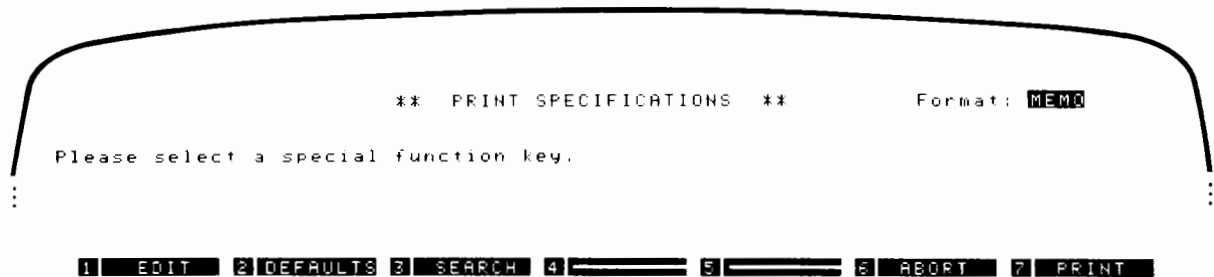 ** PRINT SPECIFICATIONS ** Format: MEMO
Please select a special function key.
1 EDIT 2 DEFAULTS 3 SEARCH 4 5 6 ABORT 7 PRINT